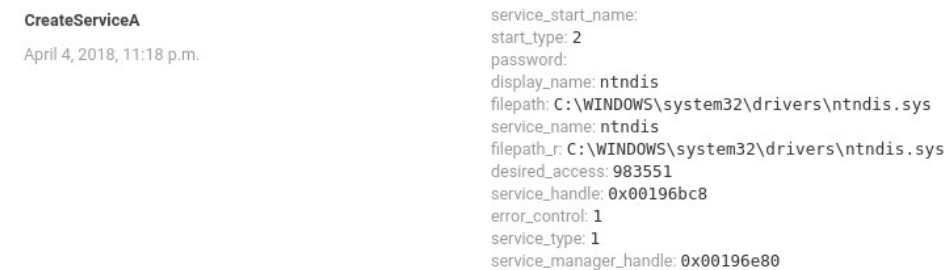 CreateServiceA
April 4, 2018, 11:18 p.m.
service_start_name:
start_type: 2
password:
display_name: ntndis
filepath: C:\WINDOWS\system32\drivers\ntndis.sys
service_name: ntndis
filepath_r: C:\WINDOWS\system32\drivers\ntndis.sys
desired_access: 983551
service_handle: 0x00196bc8
error_control: 1
service_type: 1
service_manager_handle: 0x00196e80